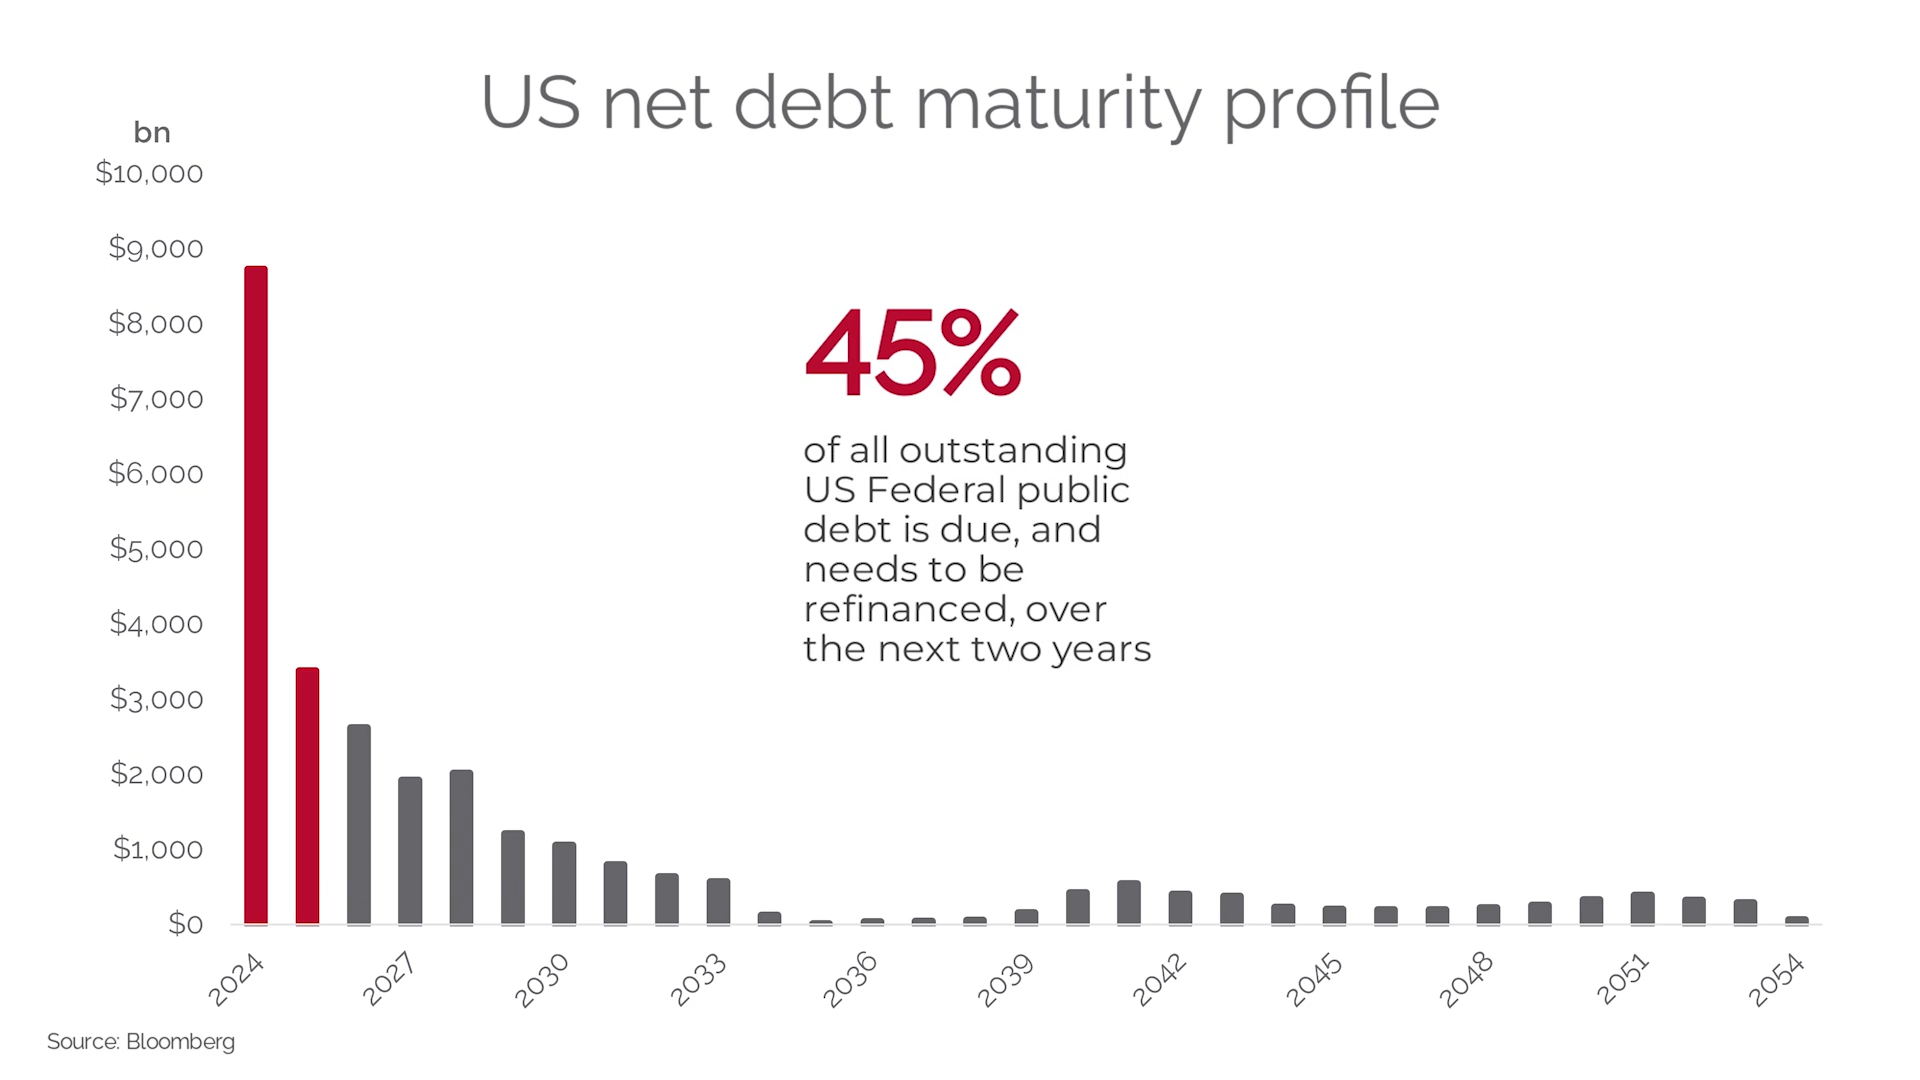 US net debt maturity profile
bn
$10,000
$9,000
$8,000
$7,000
$6,000
$5,000
$4,000
$3,000
$2,000
$1,000
$0
45%
of all outstanding
US Federal public
debt is due, and
needs to be
refinanced, over
the next two years
2024
2027
2030
2033
2036
2039
2042
2045
2048
2051
2054
Source: Bloomberg